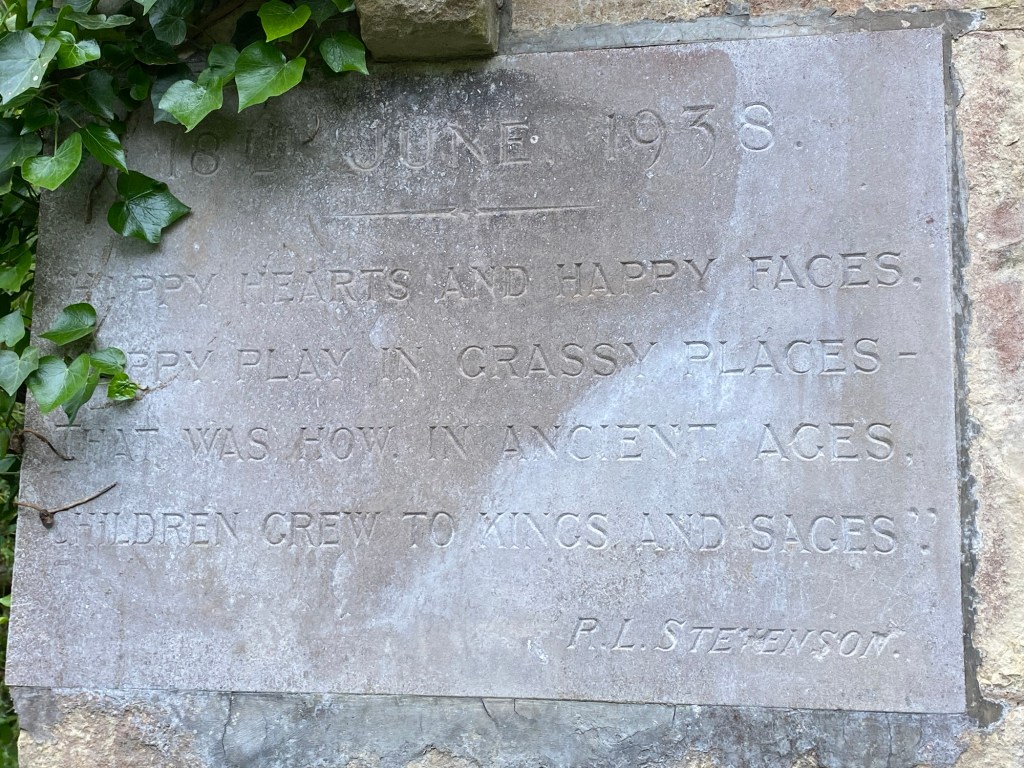 18TH JUNE, 1938.
HAPPY HEARTS AND HAPPY FACES,
HAPPY PLAY IN GRASSY PLACES -
THAT WAS HOW, IN ANCIENT AGES,
CHILDREN GREW TO KINGS AND SAGES".
R.L. STEVENSON.